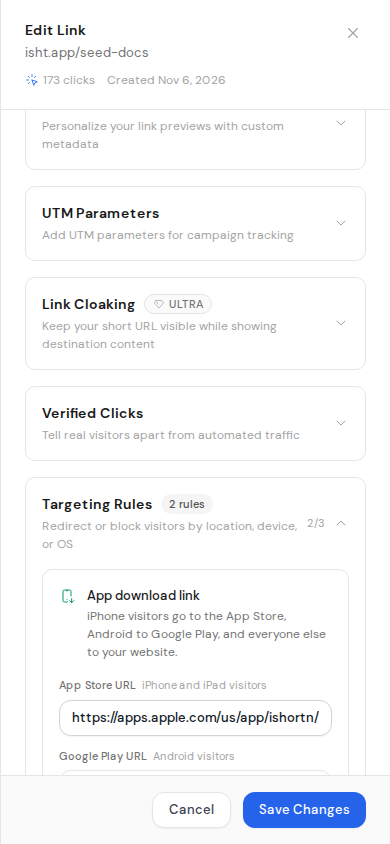 Edit Link
isht.app/seed-docs
173 clicks Created Nov 6, 2026
Personalize your link previews with custom
metadata
UTM Parameters
Add UTM parameters for campaign tracking
Link Cloaking ULTRA
Keep your short URL visible while showing
destination content
Verified Clicks
Tell real visitors apart from automated traffic
Targeting Rules 2 rules
Redirect or block visitors by location, device, 2/3
or OS
App download link
iPhone visitors go to the App Store,
Android to Google Play, and everyone else
to your website.
App Store URL iPhone and iPad visitors
https://apps.apple.com/us/app/ishortn/
Google Play URL Android visitors
Cancel Save Changes